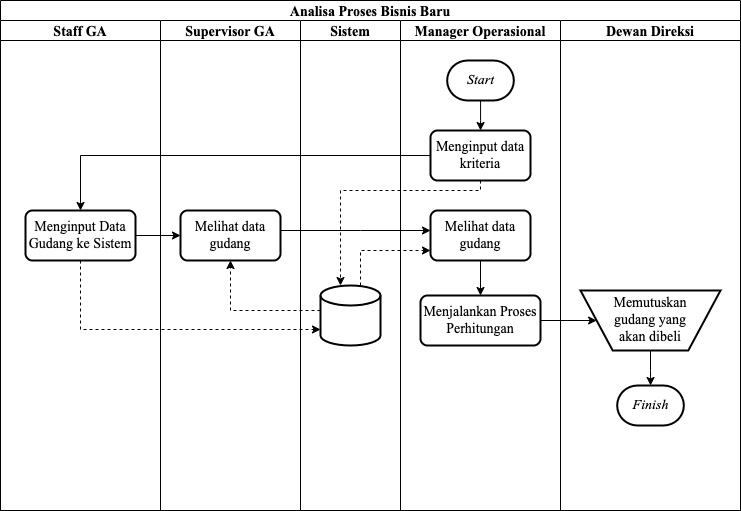 Analisa Proses Bisnis Baru
Staff GA
Supervisor GA
Sistem
Manager Operasional
Dewan Direksi
Start
Menginput data
kriteria
Menginput Data
Gudang ke Sistem
Melihat data
gudang
Melihat data
gudang
Menjalankan Proses
Perhitungan
Memutuskan
gudang yang
akan dibeli
Finish